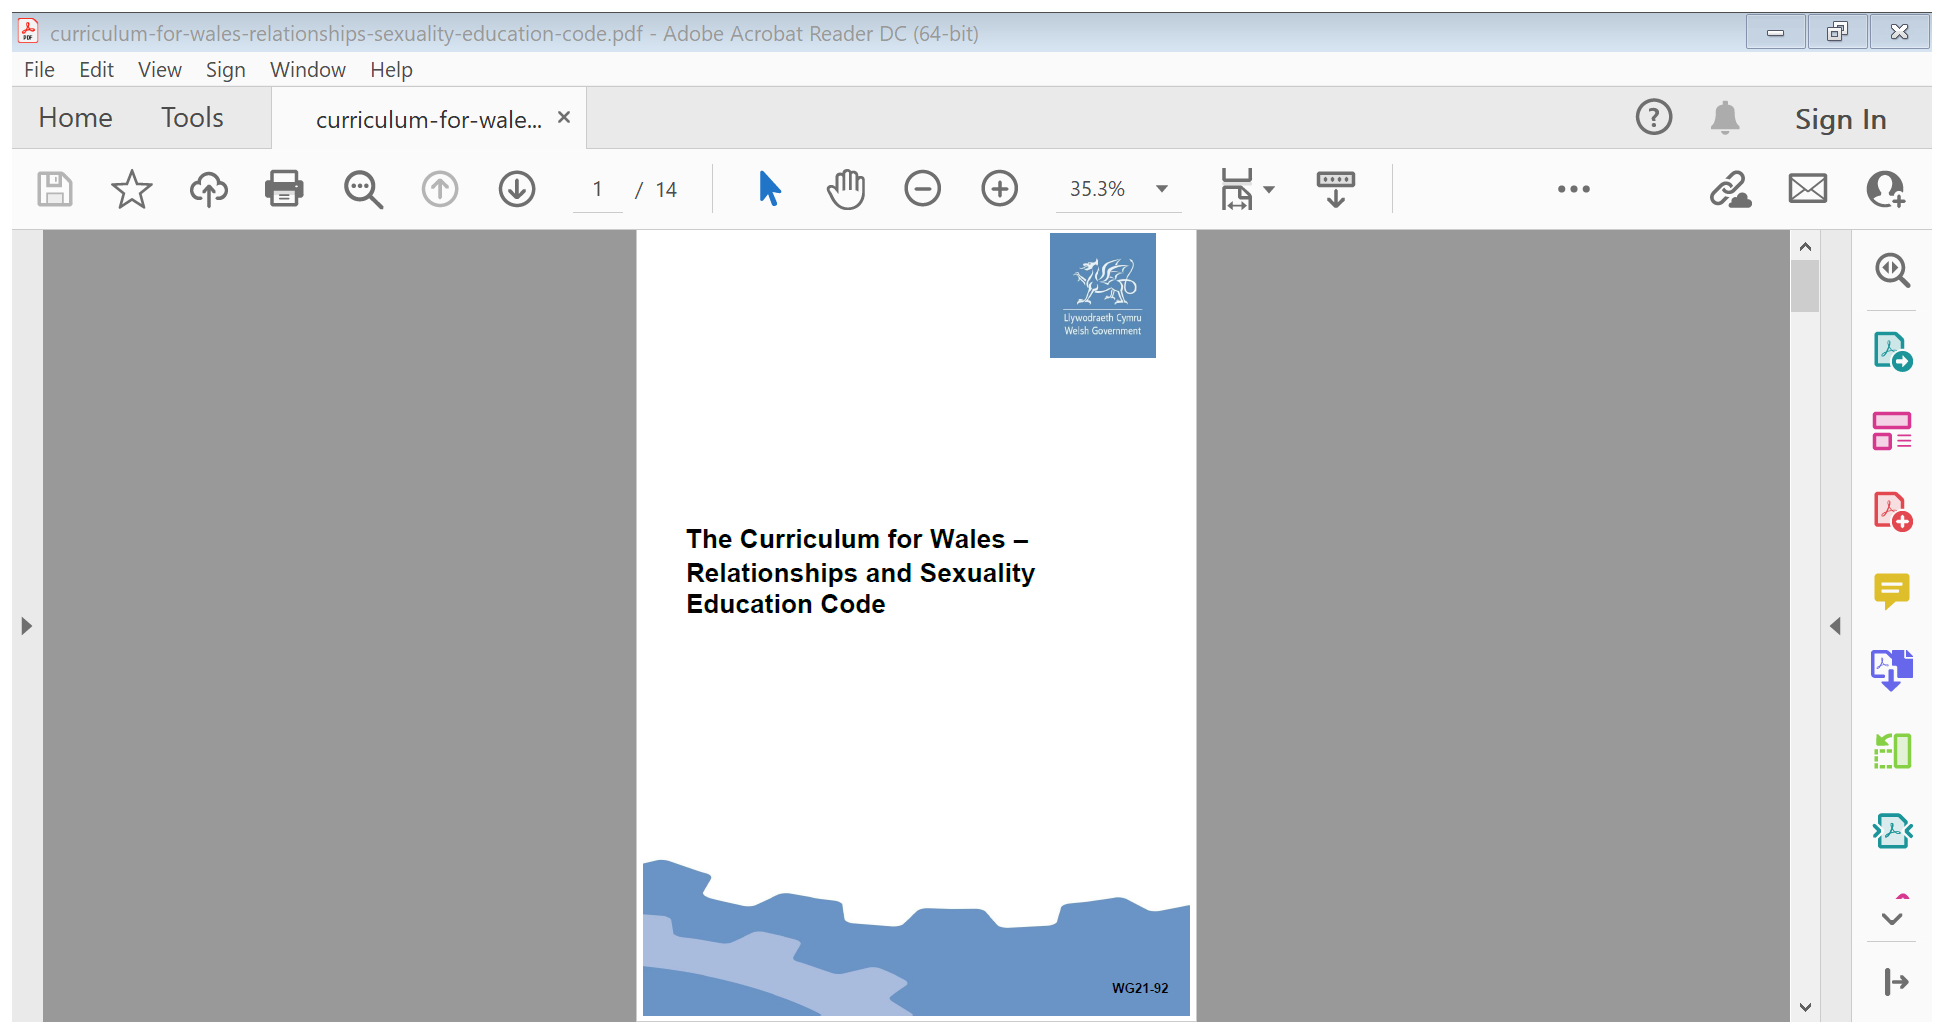 curriculum-for-wales-relationships-sexuality-education-code.pdf - Adobe Acrobat Reader DC (64-bit)
File Edit View Sign Window Help
Home Tools curriculum-for-wale... Sign In
1 / 14 35.3%
Llywodraeth Cymru
Welsh Government
The Curriculum for Wales –
Relationships and Sexuality
Education Code
WG21-92